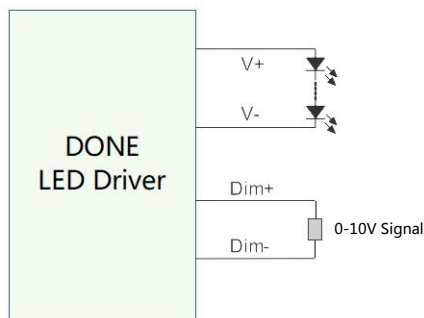 V+
V-
DONE
LED Driver
Dim+
0-10V Signal
Dim-